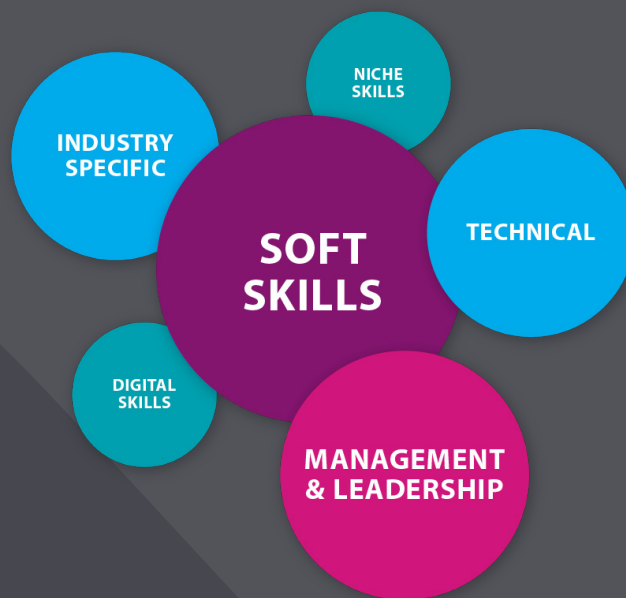 NICHE
SKILLS
INDUSTRY
SPECIFIC
SOFT
SKILLS
TECHNICAL
DIGITAL
SKILLS
MANAGEMENT
& LEADERSHIP